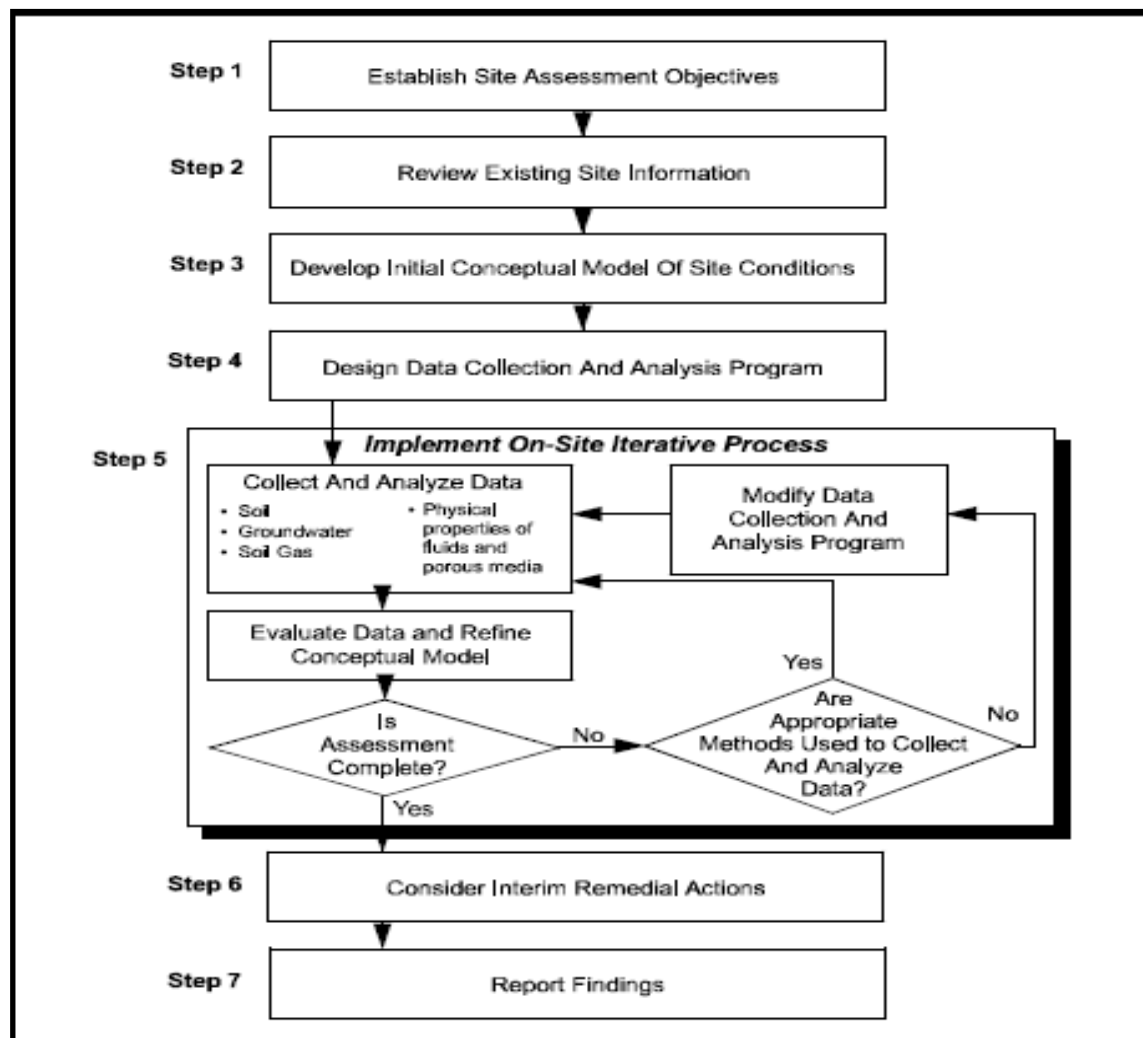 Step 1
Establish Site Assessment Objectives
Step 2
Review Existing Site Information
Step 3
Develop Initial Conceptual Model Of Site Conditions
Step 4
Design Data Collection And Analysis Program
Step 5
Implement On-Site Iterative Process
Collect And Analyze Data
• Soil
• Groundwater
• Soil Gas
• Physical
properties of
fluids and
porous media
Modify Data
Collection And
Analysis Program
Evaluate Data and Refine
Conceptual Model
Is
Assessment
Complete?
No
Yes
Are
Appropriate
Methods Used to Collect
And Analyze
Data?
Yes
No
Step 6
Consider Interim Remedial Actions
Step 7
Report Findings